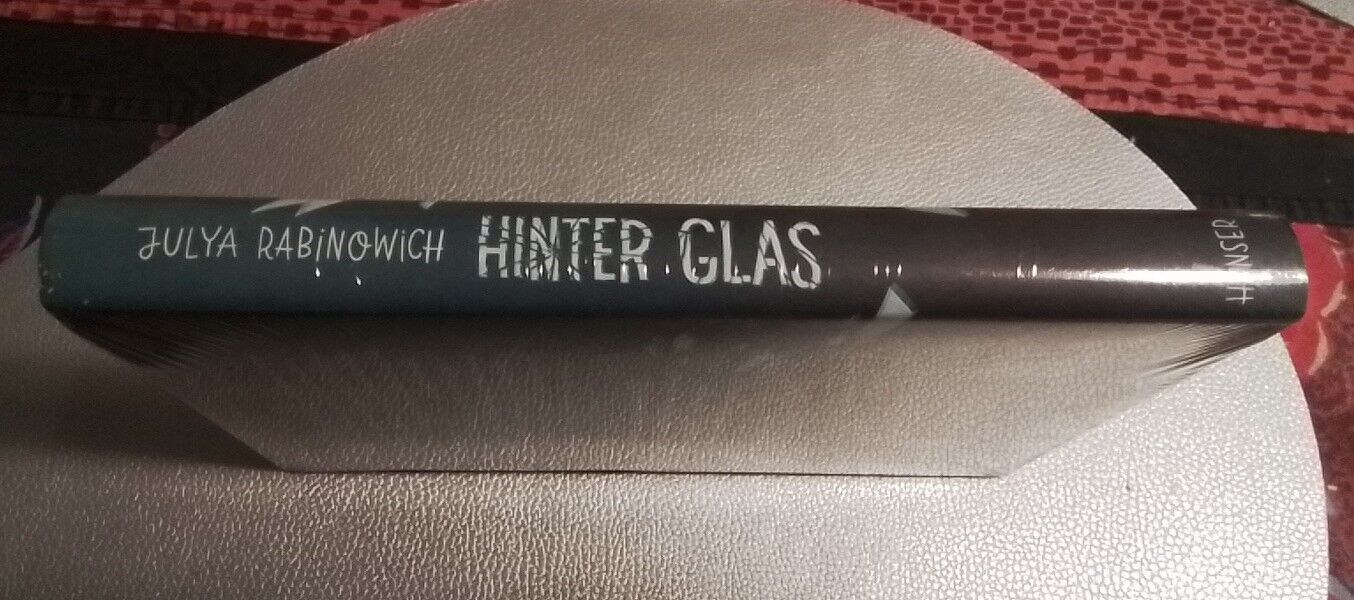 JULYA RABINOWICH HINTER GLAS
HANSER